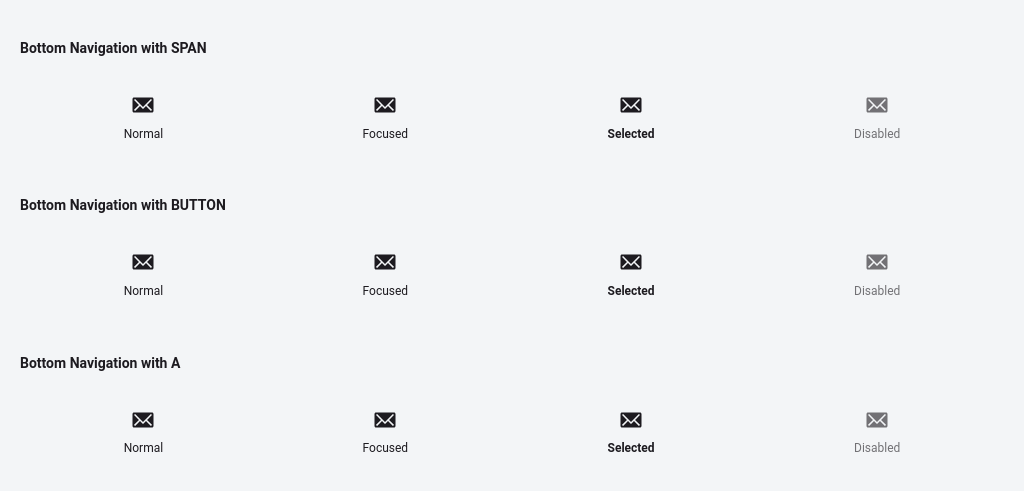 Bottom Navigation with SPAN
Normal Focused Selected Disabled
Bottom Navigation with BUTTON
Normal Focused Selected Disabled
Bottom Navigation with A
Normal Focused Selected Disabled